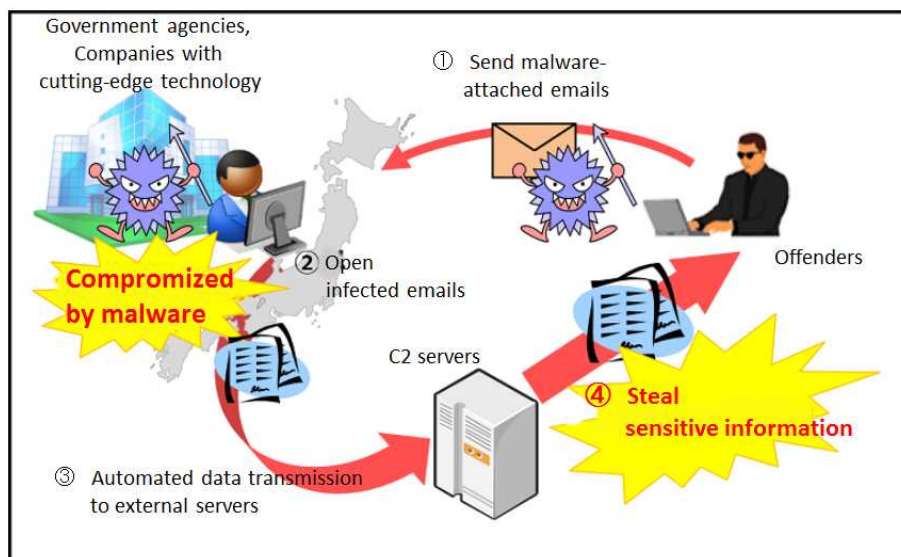 Government agencies,
Companies with
cutting-edge technology
① Send malware-
attached emails
Offenders
② Open
infected emails
Compromized
by malware
C2 servers
④ Steal
sensitive information
③ Automated data transmission
to external servers